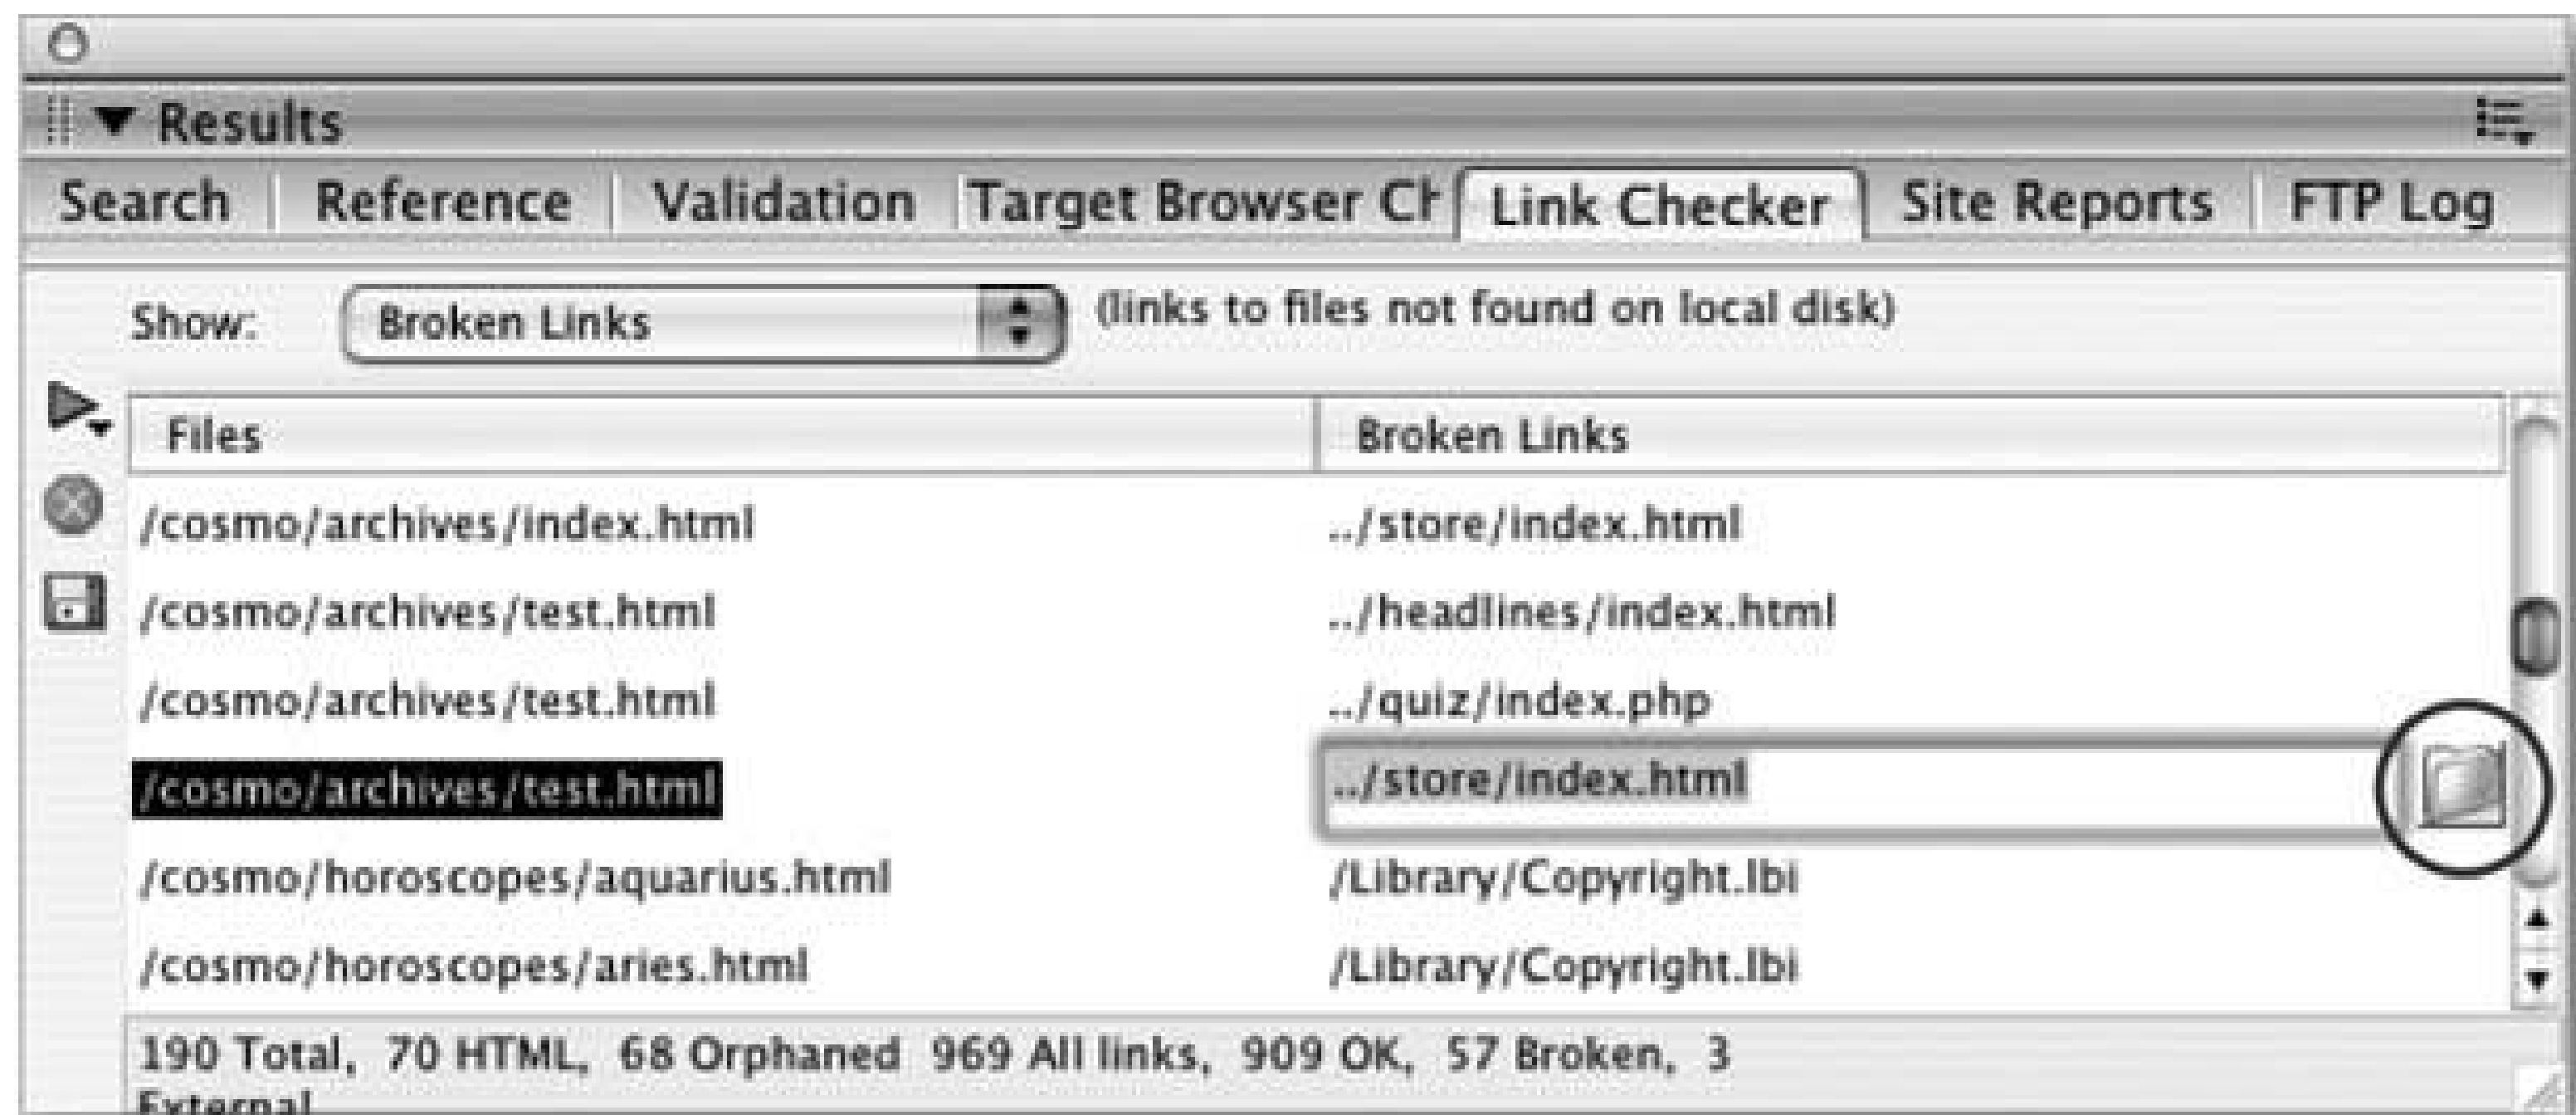 Results
Search Reference Validation Target Browser Ch Link Checker Site Reports FTP Log
Show: Broken Links (links to files not found on local disk)
Files Broken Links
/cosmo/archives/index.html ../store/index.html
/cosmo/archives/test.html ../headlines/index.html
/cosmo/archives/test.html ../quiz/index.php
/cosmo/archives/test.html ../store/index.html
/cosmo/horoscopes/aquarius.html /Library/Copyright.lbi
/cosmo/horoscopes/aries.html /Library/Copyright.lbi
190 Total, 70 HTML, 68 Orphaned 969 All links, 909 OK, 57 Broken, 3
External